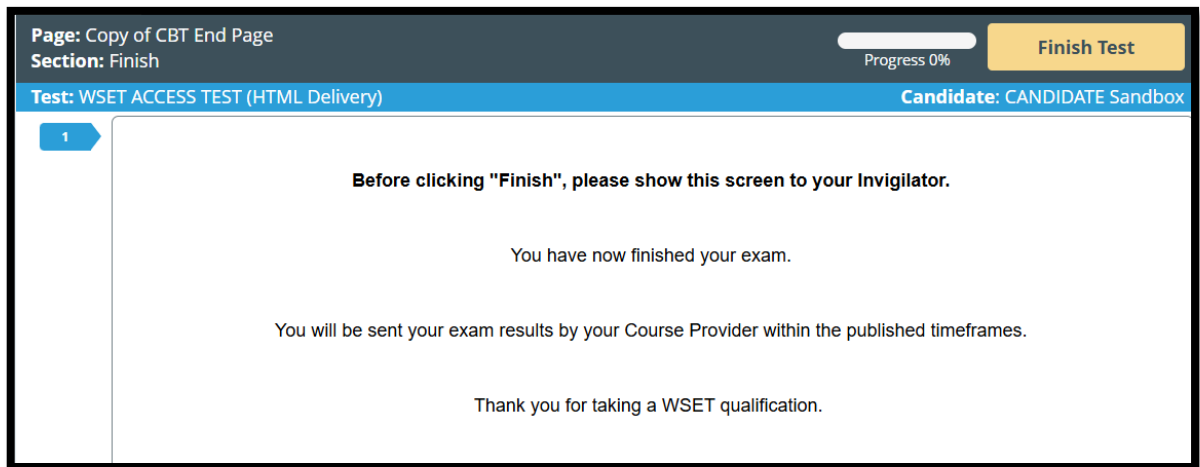 Page: Copy of CBT End Page
Section: Finish
Progress 0%
Finish Test
Test: WSET ACCESS TEST (HTML Delivery)
Candidate: CANDIDATE Sandbox
1
Before clicking "Finish", please show this screen to your Invigilator.
You have now finished your exam.
You will be sent your exam results by your Course Provider within the published timeframes.
Thank you for taking a WSET qualification.